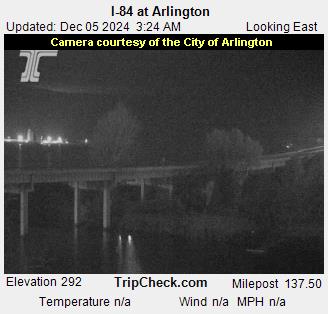 I-84 at Arlington
Updated: Dec 05 2024 3:24 AM Looking East
Camera courtesy of the City of Arlington
Elevation 292 TripCheck.com Milepost 137.50
Temperature n/a Wind n/a MPH n/a